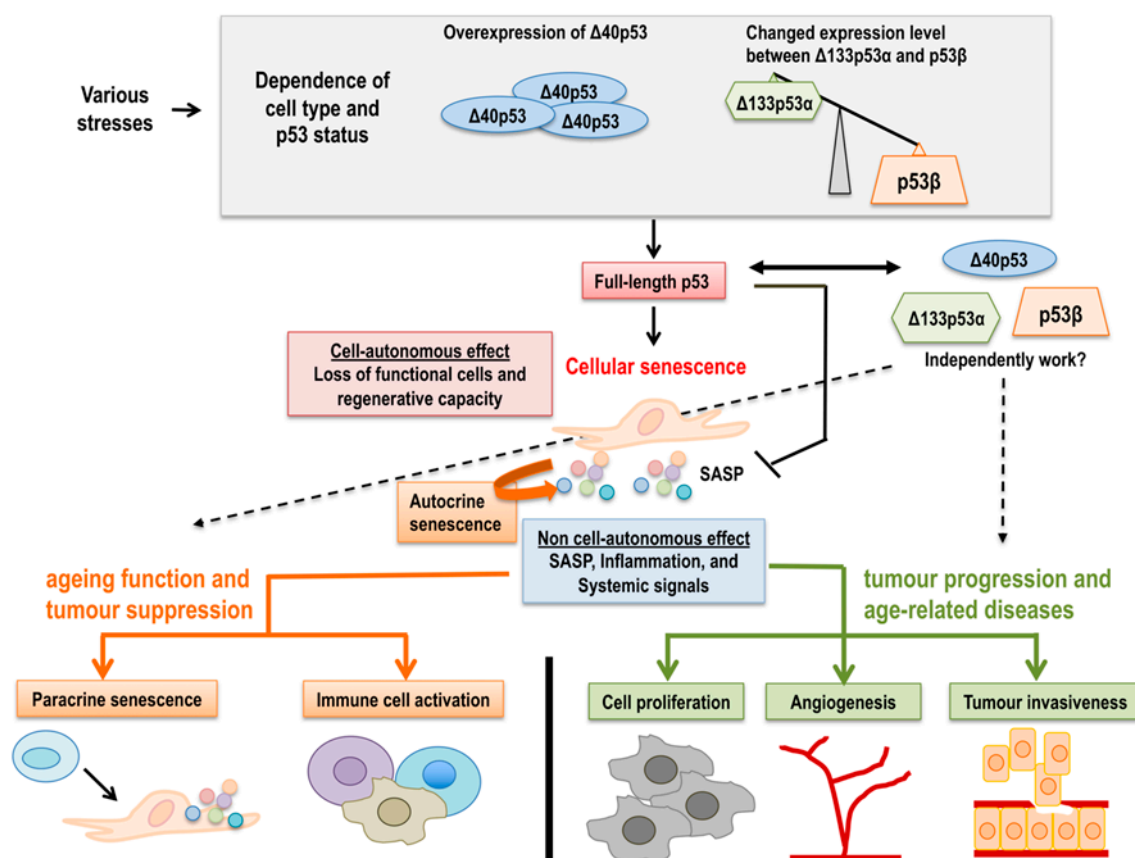 Various
stresses
Dependence of
cell type and
p53 status
Overexpression of Δ40p53
Δ40p53
Δ40p53
Δ40p53
Changed expression level
between Δ133p53α and p53β
Δ133p53α
p53β
Full-length p53
Δ40p53
Δ133p53α
p53β
Independently work?
Cell-autonomous effect
Loss of functional cells and
regenerative capacity
Cellular senescence
SASP
Autocrine
senescence
Non cell-autonomous effect
SASP, Inflammation, and
Systemic signals
ageing function and
tumour suppression
tumour progression and
age-related diseases
Paracrine senescence
Immune cell activation
Cell proliferation
Angiogenesis
Tumour invasiveness